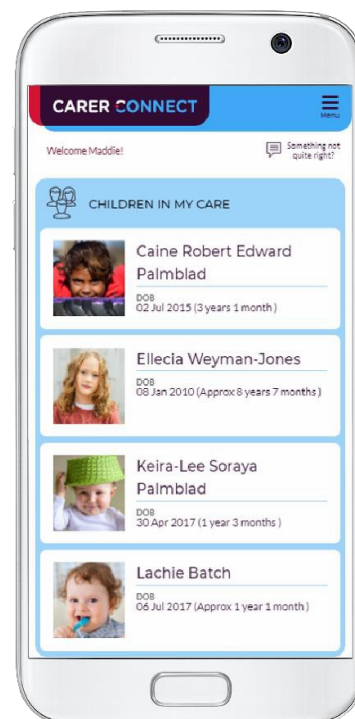 CARER CONNECT
Menu
Welcome Maddie!
Something not
quite right?
CHILDREN IN MY CARE
Caine Robert Edward
Palmblad
DOB
02 Jul 2015 (3 years 1 month )
Ellecia Weyman-Jones
DOB
08 Jan 2010 (Approx 8 years 7 months )
Keira-Lee Soraya
Palmblad
DOB
30 Apr 2017 (1 year 3 months )
Lachie Batch
DOB
06 Jul 2017 (Approx 1 year 1 month )